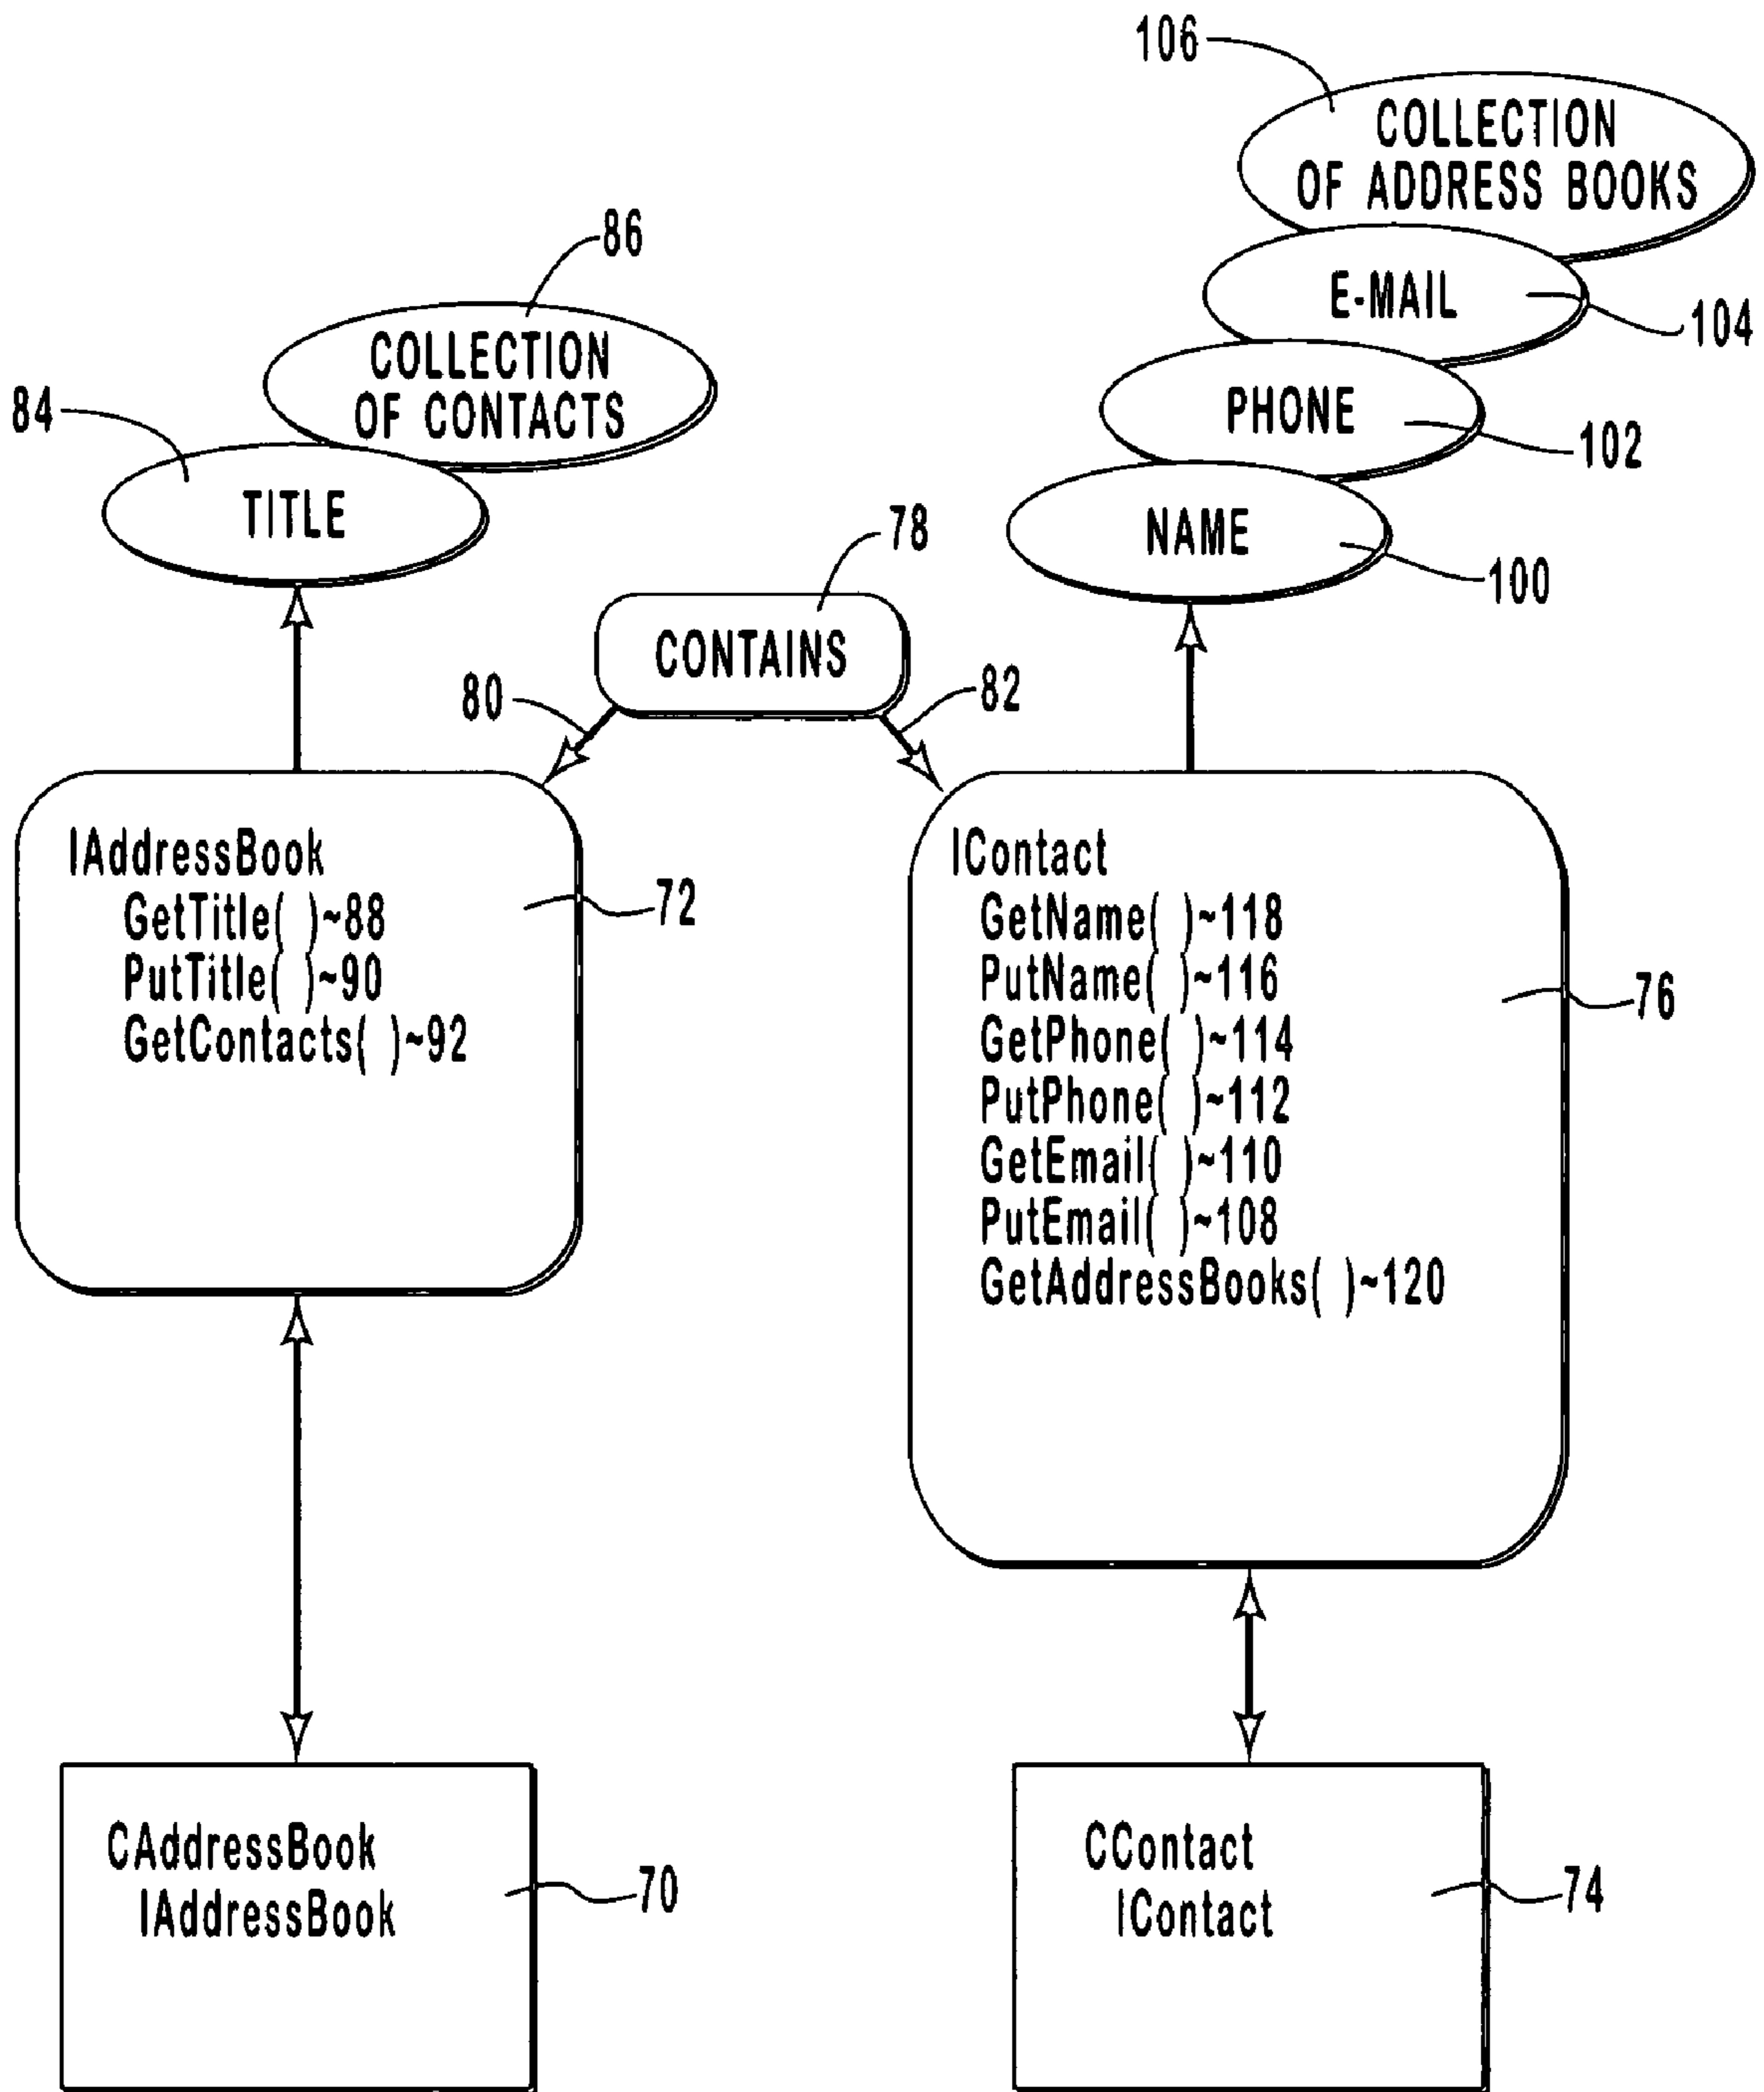 106
COLLECTION
OF ADDRESS BOOKS
86
E-MAIL
104
COLLECTION
OF CONTACTS
84
PHONE
102
TITLE
78
NAME
100
CONTAINS
80
82
IAddressBook
GetTitle( )~88
PutTitle( )~90
GetContacts( )~92
72
IContact
GetName( )~118
PutName( )~116
GetPhone( )~114
PutPhone( )~112
GetEmail( )~110
PutEmail( )~108
GetAddressBooks( )~120
76
CAddressBook
IAddressBook
70
CContact
IContact
74